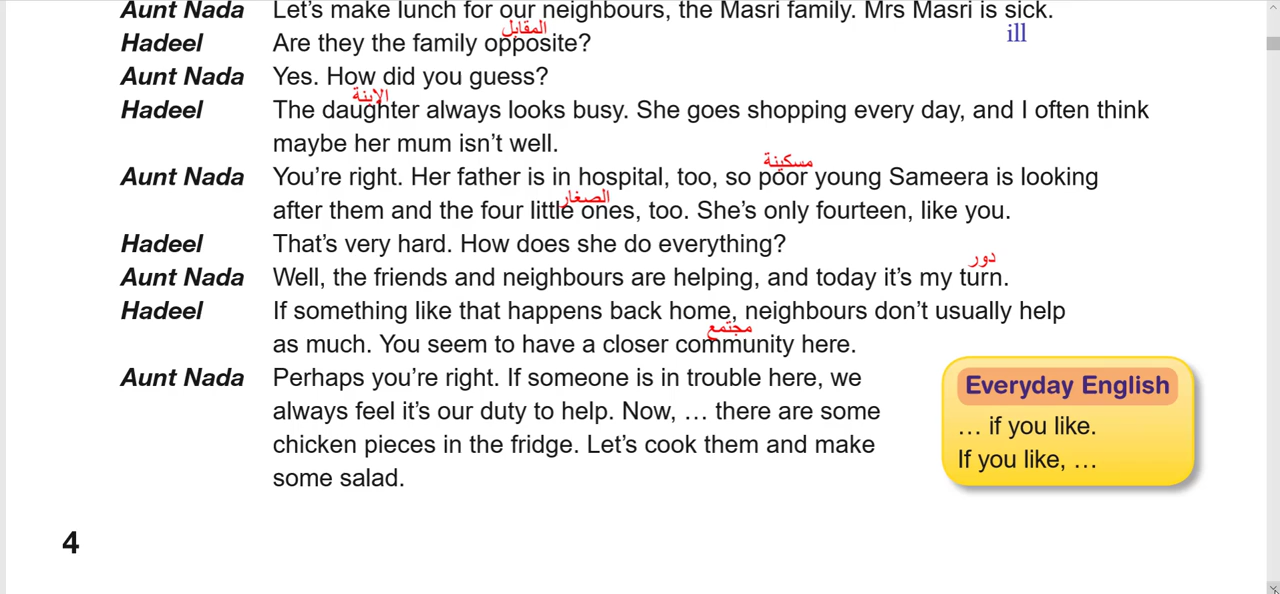 Aunt Nada Let's make lunch for our neighbours, the Masri family. Mrs Masri is sick.
ill
المقابل
Hadeel Are they the family opposite?
Aunt Nada Yes. How did you guess?
الإبنة
Hadeel The daughter always looks busy. She goes shopping every day, and I often think
maybe her mum isn't well.
مسكينة
Aunt Nada You're right. Her father is in hospital, too, so poor young Sameera is looking
الصغار
after them and the four little ones, too. She's only fourteen, like you.
Hadeel That's very hard. How does she do everything?
دور
Aunt Nada Well, the friends and neighbours are helping, and today it's my turn.
Hadeel If something like that happens back home, neighbours don't usually help
مجتمع
as much. You seem to have a closer community here.
Aunt Nada Perhaps you're right. If someone is in trouble here, we
always feel it's our duty to help. Now, … there are some
chicken pieces in the fridge. Let's cook them and make
some salad.
Everyday English
… if you like.
If you like, …
4